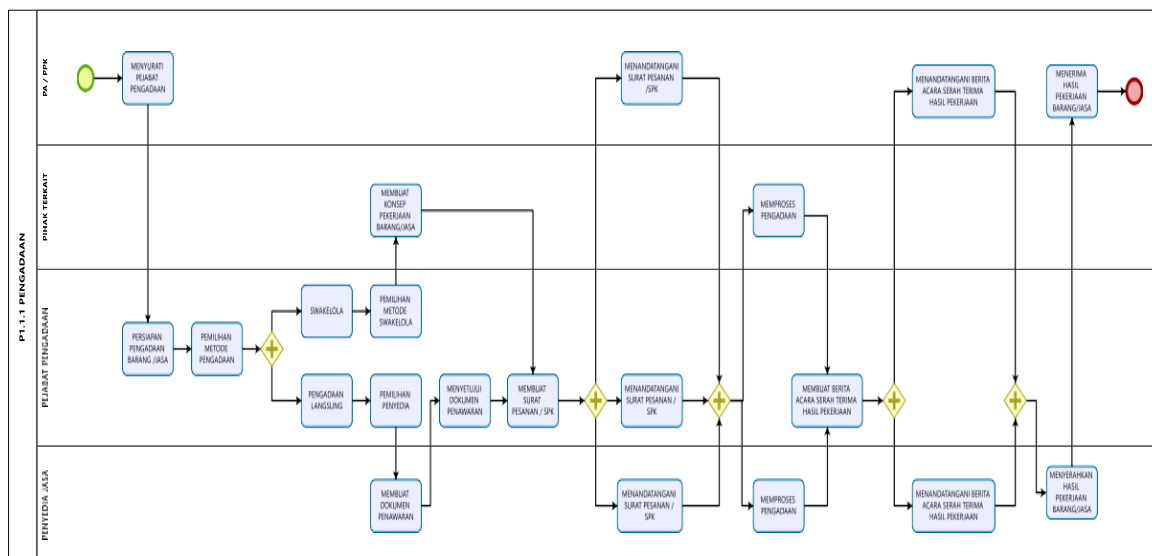 P1.1.1 PENGADAAN
PA / PPK
MENYURATI
PEJABAT
PENGADAAN
MENANDATANGANI
SURAT PESANAN
/SPK
MENANDATANGANI BERITA
ACARA SERAH TERIMA
HASIL PEKERJAAN
MENERIMA
HASIL
PEKERJAAN
BARANG/JASA
PIHAK TERKAIT
MEMBUAT
KONSEP
PEKERJAAN
BARANG/JASA
MEMPROSES
PENGADAAN
PEJABAT PENGADAAN
PERSIAPAN
PENGADAAN
BARANG /JASA
PEMILIHAN
METODE
PENGADAAN
SWAKELOLA
PEMILIHAN
METODE
SWAKELOLA
PENGADAAN
LANGSUNG
PEMILIHAN
PENYEDIA
MENYETUJUI
DOKUMEN
PENAWARAN
MEMBUAT
SURAT
PESANAN / SPK
MENANDATANGANI
SURAT PESANAN /
SPK
MEMBUAT BERITA
ACARA SERAH TERIMA
HASIL PEKERJAAN
PENYEDIA JASA
MEMBUAT
DOKUMEN
PENAWARAN
MENANDATANGANI
SURAT PESANAN /
SPK
MEMPROSES
PENGADAAN
MENANDATANGANI BERITA
ACARA SERAH TERIMA
HASIL PEKERJAAN
MENYERAHKAN
HASIL
PEKERJAAN
BARANG/JASA